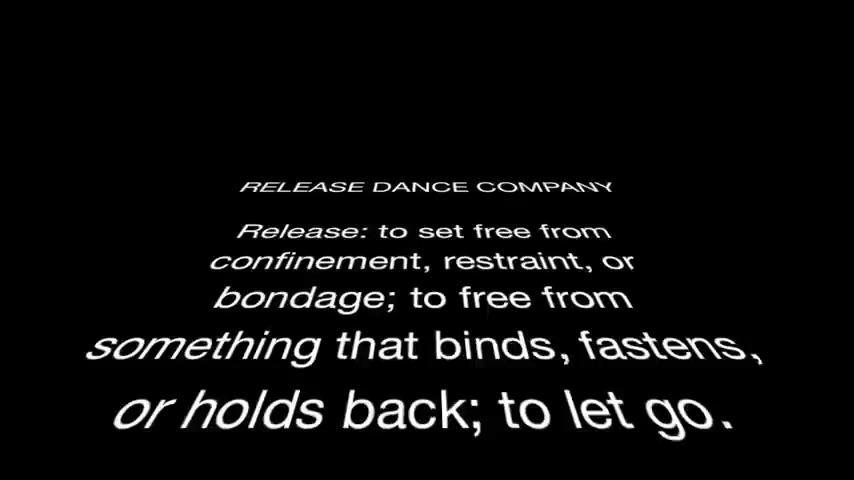 RELEASE DANCE COMPANY
Release: to set free from
confinement, restraint, or
bondage; to free from
something that binds, fastens,
or holds back; to let go.